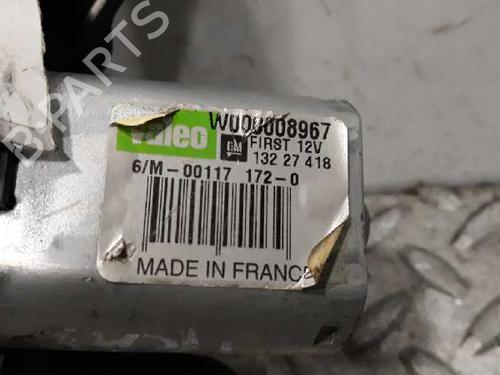 B-PARTS
Valeo
W000008967
GM
FIRST 12V
132 27 418
6/M-00117 172-0
MADE IN FRANCE